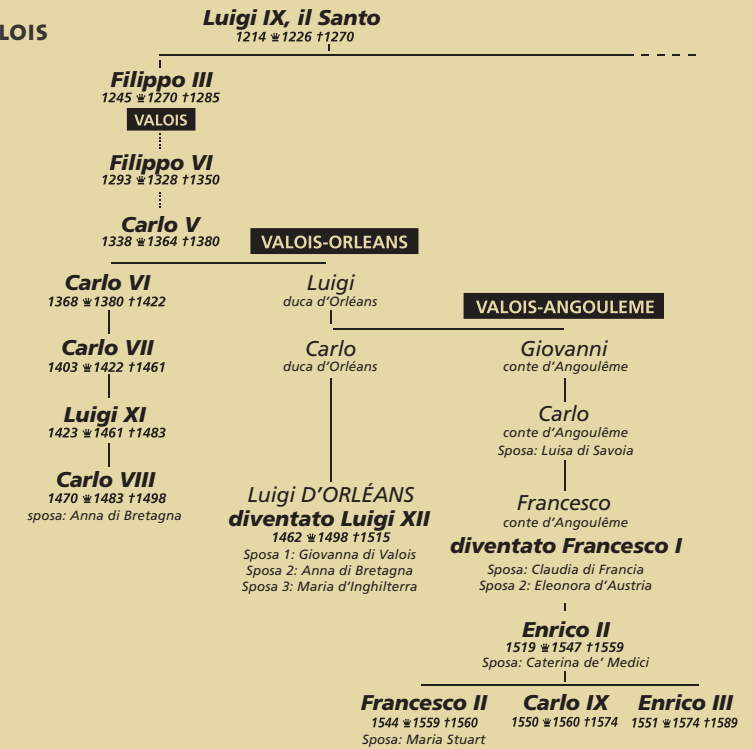 LOIS
Luigi IX, il Santo
1214 ♛1226 †1270
Filippo III
1245 ♛1270 †1285
VALOIS
Filippo VI
1293 ♛1328 †1350
Carlo V
1338 ♛1364 †1380
VALOIS-ORLEANS
Carlo VI
1368 ♛1380 †1422
Luigi
duca d'Orléans
VALOIS-ANGOULEME
Carlo VII
1403 ♛1422 †1461
Carlo
duca d'Orléans
Giovanni
conte d'Angoulême
Luigi XI
1423 ♛1461 †1483
Carlo
conte d'Angoulême
Sposa: Luisa di Savoia
Carlo VIII
1470 ♛1483 †1498
sposa: Anna di Bretagna
Luigi D'ORLÉANS
diventato Luigi XII
1462 ♛1498 †1515
Sposa 1: Giovanna di Valois
Sposa 2: Anna di Bretagna
Sposa 3: Maria d'Inghilterra
Francesco
conte d'Angoulême
diventato Francesco I
Sposa: Claudia di Francia
Sposa 2: Eleonora d'Austria
Enrico II
1519 ♛1547 †1559
Sposa: Caterina de' Medici
Francesco II
1544 ♛1559 †1560
Sposa: Maria Stuart
Carlo IX
1550 ♛1560 †1574
Enrico III
1551 ♛1574 †1589